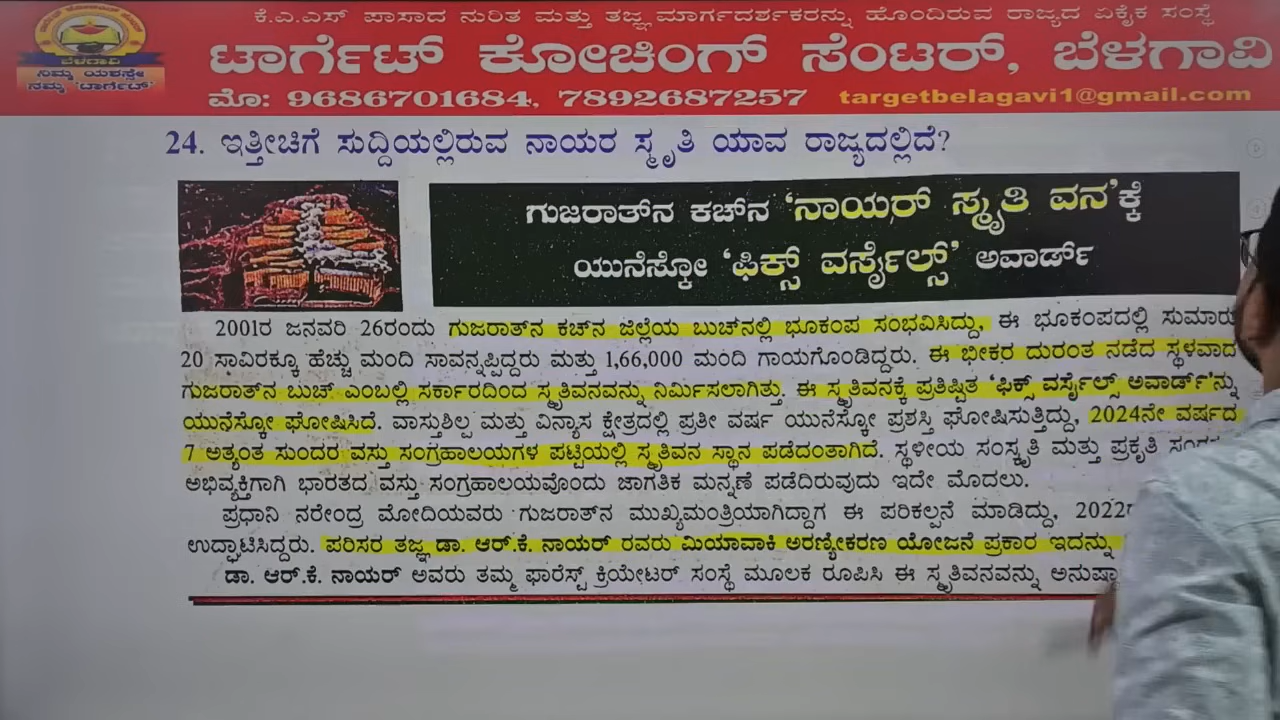 ಕೆ.ಎ.ಎಸ್ ಪಾಸಾದ ನುರಿತ ಮತ್ತು ತಜ್ಞ ಮಾರ್ಗದರ್ಶಕರನ್ನು ಹೊಂದಿರುವ ರಾಜ್ಯದ ಏಕೈಕ ಸಂಸ್ಥೆ
ಟಾರ್ಗೆಟ್ ಕೋಚಿಂಗ್ ಸೆಂಟರ್, ಬೆಳಗಾವಿ
ಬೆಳಗಾವಿ
ನಿಮ್ಮ ಯಶಸ್ಸೇ
ನಮ್ಮ 'ಟಾರ್ಗೆಟ್'
ಮೊ: 9686701684, 7892687257 targetbelagavi1@gmail.com
24. ಇತ್ತೀಚಿಗೆ ಸುದ್ದಿಯಲ್ಲಿರುವ ನಾಯರ ಸ್ಮೃತಿ ಯಾವ ರಾಜ್ಯದಲ್ಲಿದೆ?
ಗುಜರಾತ್‌ನ ಕಚ್‌ನ 'ನಾಯರ್ ಸ್ಮೃತಿ ವನ'ಕ್ಕೆ
ಯುನೆಸ್ಕೋ 'ಫಿಕ್ಸ್ ವರ್ಸೈಲ್ಸ್' ಅವಾರ್ಡ್
2001ರ ಜನವರಿ 26ರಂದು ಗುಜರಾತ್‌ನ ಕಚ್‌ನ ಜಿಲ್ಲೆಯ ಬುಚ್‌ನಲ್ಲಿ ಭೂಕಂಪ ಸಂಭವಿಸಿದ್ದು, ಈ ಭೂಕಂಪದಲ್ಲಿ ಸುಮಾರು
20 ಸಾವಿರಕ್ಕೂ ಹೆಚ್ಚು ಮಂದಿ ಸಾವನ್ನಪ್ಪಿದ್ದರು ಮತ್ತು 1,66,000 ಮಂದಿ ಗಾಯಗೊಂಡಿದ್ದರು. ಈ ಭೀಕರ ದುರಂತ ನಡೆದ ಸ್ಥಳವಾದ
ಗುಜರಾತ್‌ನ ಬುಚ್ ಎಂಬಲ್ಲಿ ಸರ್ಕಾರದಿಂದ ಸ್ಮೃತಿವನವನ್ನು ನಿರ್ಮಿಸಲಾಗಿತ್ತು. ಈ ಸ್ಮೃತಿವನಕ್ಕೆ ಪ್ರತಿಷ್ಠಿತ 'ಫಿಕ್ಸ್ ವರ್ಸೈಲ್ಸ್ ಅವಾರ್ಡ್'ನ್ನು
ಯುನೆಸ್ಕೋ ಘೋಷಿಸಿದೆ. ವಾಸ್ತುಶಿಲ್ಪ ಮತ್ತು ವಿನ್ಯಾಸ ಕ್ಷೇತ್ರದಲ್ಲಿ ಪ್ರತೀ ವರ್ಷ ಯುನೆಸ್ಕೋ ಪ್ರಶಸ್ತಿ ಘೋಷಿಸುತ್ತಿದ್ದು, 2024ನೇ ವರ್ಷದ
7 ಅತ್ಯಂತ ಸುಂದರ ವಸ್ತು ಸಂಗ್ರಹಾಲಯಗಳ ಪಟ್ಟಿಯಲ್ಲಿ ಸ್ಮೃತಿವನ ಸ್ಥಾನ ಪಡೆದಂತಾಗಿದೆ. ಸ್ಥಳೀಯ ಸಂಸ್ಕೃತಿ ಮತ್ತು ಪ್ರಕೃತಿ
ಅಭಿವ್ಯಕ್ತಿಗಾಗಿ ಭಾರತದ ವಸ್ತು ಸಂಗ್ರಹಾಲಯವೊಂದು ಜಾಗತಿಕ ಮನ್ನಣೆ ಪಡೆದಿರುವುದು ಇದೇ ಮೊದಲು.
ಪ್ರಧಾನಿ ನರೇಂದ್ರ ಮೋದಿಯವರು ಗುಜರಾತ್‌ನ ಮುಖ್ಯಮಂತ್ರಿಯಾಗಿದ್ದಾಗ ಈ ಪರಿಕಲ್ಪನೆ ಮಾಡಿದ್ದು, 2022
ಉದ್ಘಾಟಿಸಿದ್ದರು. ಪರಿಸರ ತಜ್ಞ ಡಾ. ಆರ್.ಕೆ. ನಾಯರ್ ರವರು ಮಿಯಾವಾಕಿ ಅರಣ್ಯೀಕರಣ ಯೋಜನೆ ಪ್ರಕಾರ ಇದನ್ನು
ಡಾ. ಆರ್.ಕೆ. ನಾಯರ್ ಅವರು ತಮ್ಮ ಫಾರೆಸ್ಟ್ ಕ್ರಿಯೇಟರ್ ಸಂಸ್ಥೆ ಮೂಲಕ ರೂಪಿಸಿ ಈ ಸ್ಮೃತಿವನವನ್ನು